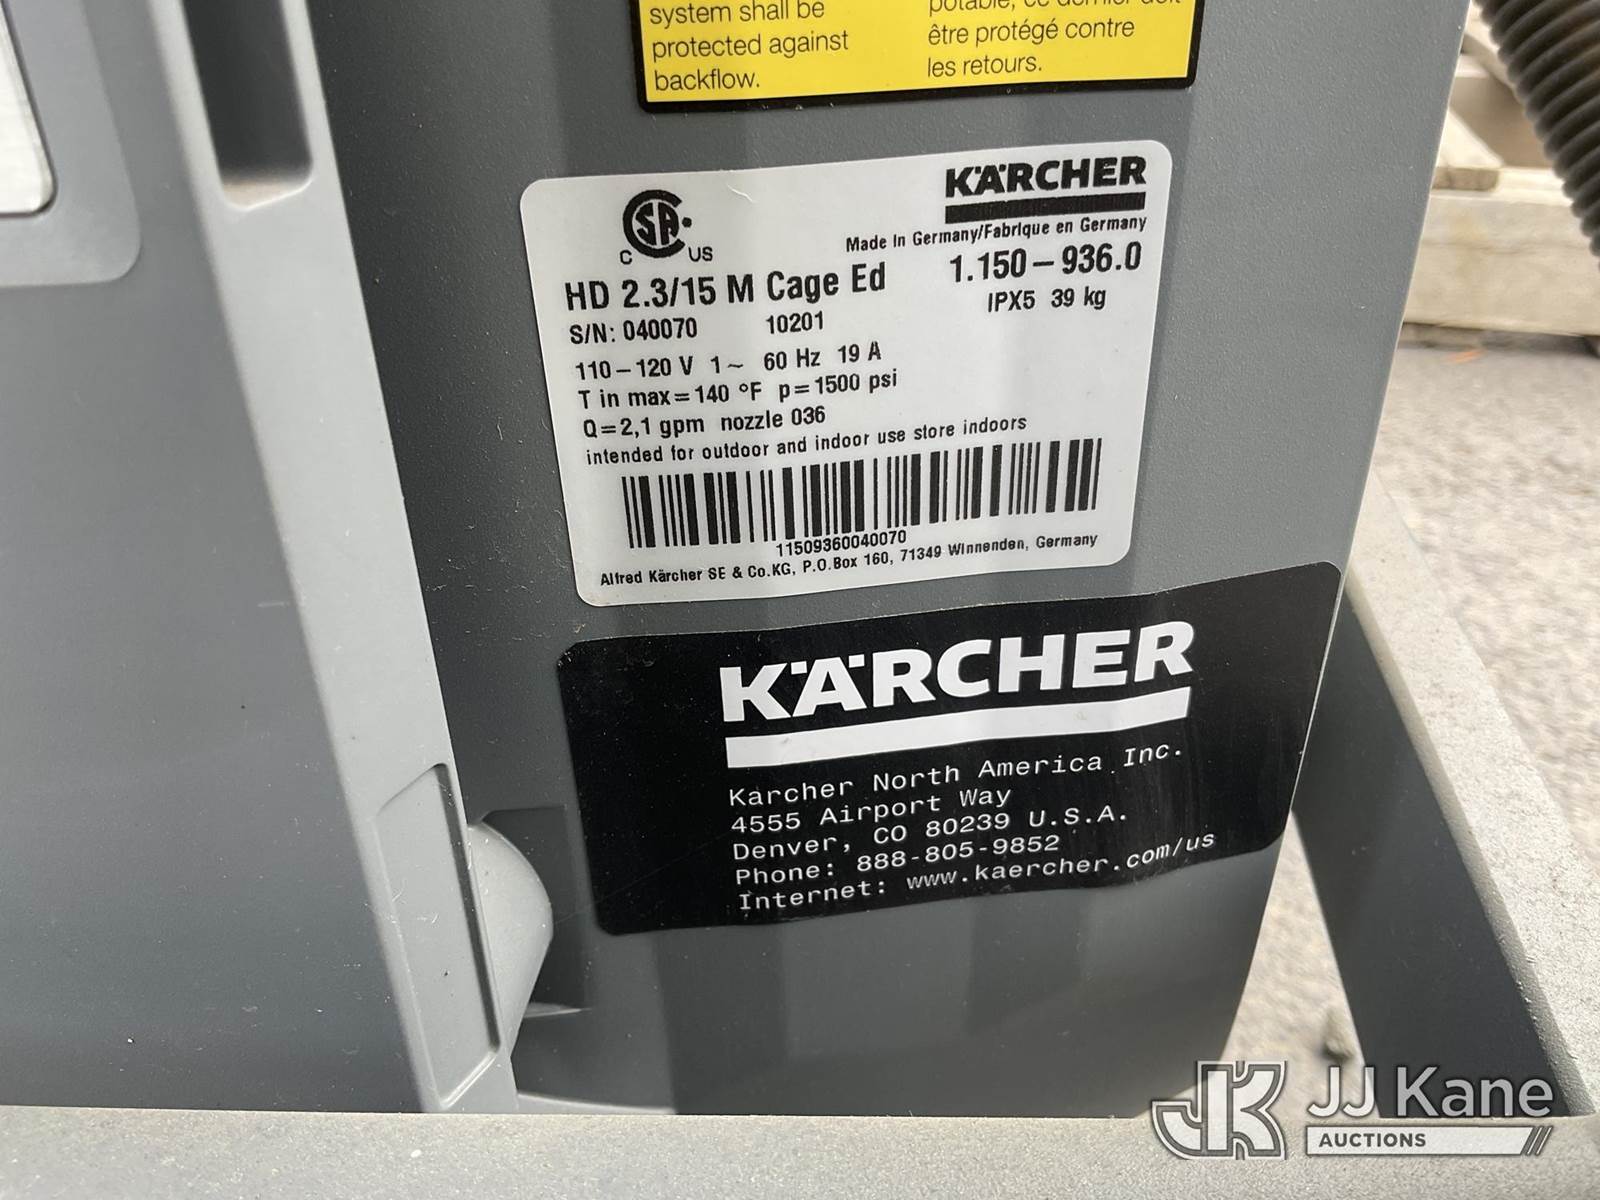 system shall be
protected against
backflow.
potable, ce dernier doit
être protégé contre
les retours.
KÄRCHER
CSA
C US
Made in Germany/Fabrique en Germany
HD 2.3/15 M Cage Ed 1.150-936.0
IPX5 39 kg
S/N: 040070 10201
110-120 V 1~ 60 Hz 19 A
T in max=140 °F p=1500 psi
Q=2,1 gpm nozzle 036
intended for outdoor and indoor use store indoors
11509360040070
Alfred Kärcher SE & Co.KG, P.O.Box 160, 71349 Winnenden, Germany
KÄRCHER
Kärcher North America Inc.
4555 Airport Way
Denver, CO 80239 U.S.A.
Phone: 888-805-9852
Internet: www.kaercher.com/us
JK JJ Kane
AUCTIONS